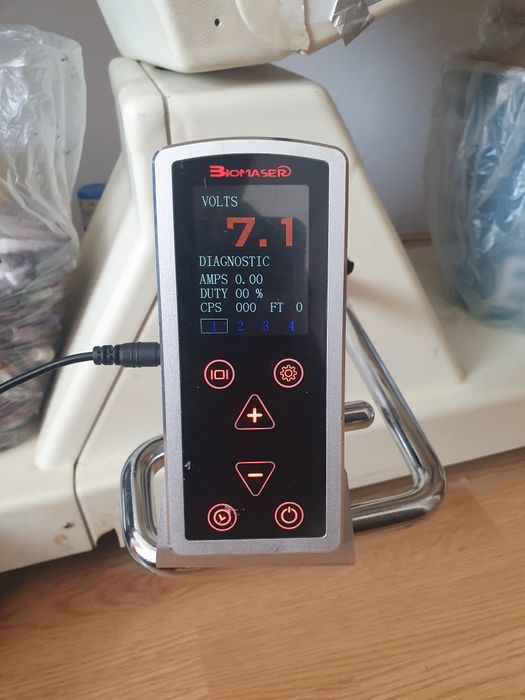 BIOMASER
VOLTS
7.1
DIAGNOSTIC
AMPS 0.00
DUTY 00 %
CPS 000 FT 0
1 2 3 4